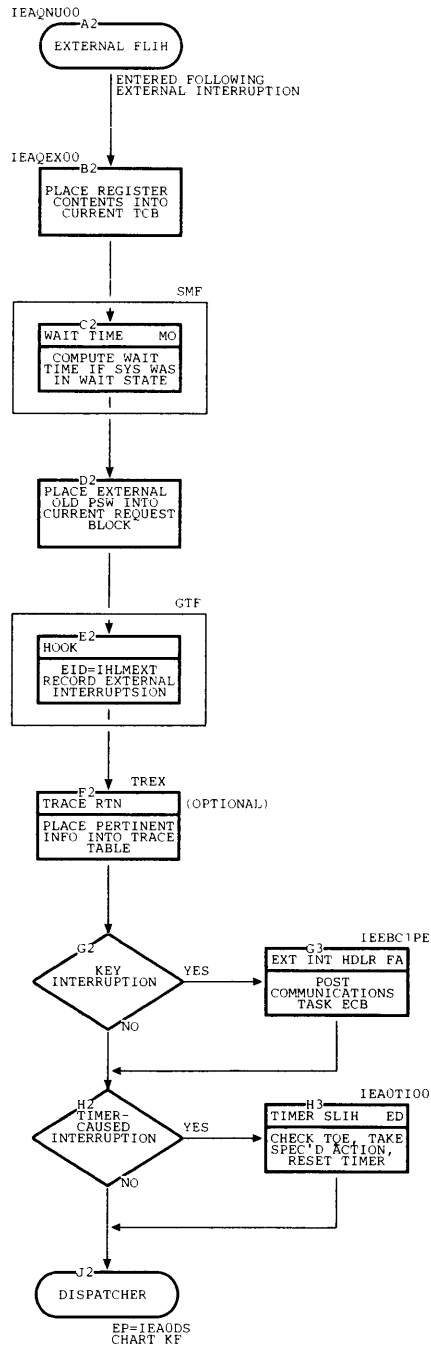 IEAQNU00
A2
EXTERNAL FLIH
ENTERED FOLLOWING
EXTERNAL INTERRUPTION
IEAQEX00
B2
PLACE REGISTER
CONTENTS INTO
CURRENT TCB
SMF
C2
WAIT TIME MO
COMPUTE WAIT
TIME IF SYS WAS
IN WAIT STATE
D2
PLACE EXTERNAL
OLD PSW INTO
CURRENT REQUEST
BLOCK
GTF
E2
HOOK
EID=IHLMEXT
RECORD EXTERNAL
INTERRUPTSION
TREX
F2
TRACE RTN
(OPTIONAL)
PLACE PERTINENT
INFO INTO TRACE
TABLE
G2
KEY
INTERRUPTION
YES
NO
IEEBC1PE
G3
EXT INT HDLR FA
POST
COMMUNICATIONS
TASK ECB
H2
TIMER-
CAUSED
INTERRUPTION
YES
NO
IEA0TI00
H3
TIMER SLIH ED
CHECK TQE, TAKE
SPEC'D ACTION,
RESET TIMER
J2
DISPATCHER
EP=IEA0DS
CHART KF